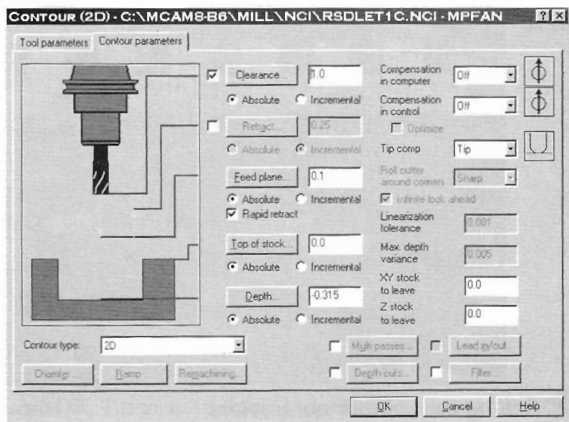 CONTOUR (2D) - C:\MCAM8-B6\MILL\NCI\RSDLET1C.NCI - MPFAN
Tool parameters Contour parameters
Clearance... 1.0
Absolute Incremental
Retract... 0.25
Absolute Incremental
Feed plane... 0.1
Absolute Incremental
Rapid retract
Top of stock... 0.0
Absolute Incremental
Depth... -0.315
Absolute Incremental
Compensation
in computer Off
Compensation
in control Off
Optimize
Tip comp Tip
Roll cutter
around corners Sharp
Infinite look ahead
Linearization
tolerance 0.001
Max. depth
variance 0.005
XY stock
to leave 0.0
Z stock
to leave 0.0
Contour type: 2D
Chamfer... Ramp... Remachining...
Multi passes... Lead in/out...
Depth cuts... Filter...
OK Cancel Help